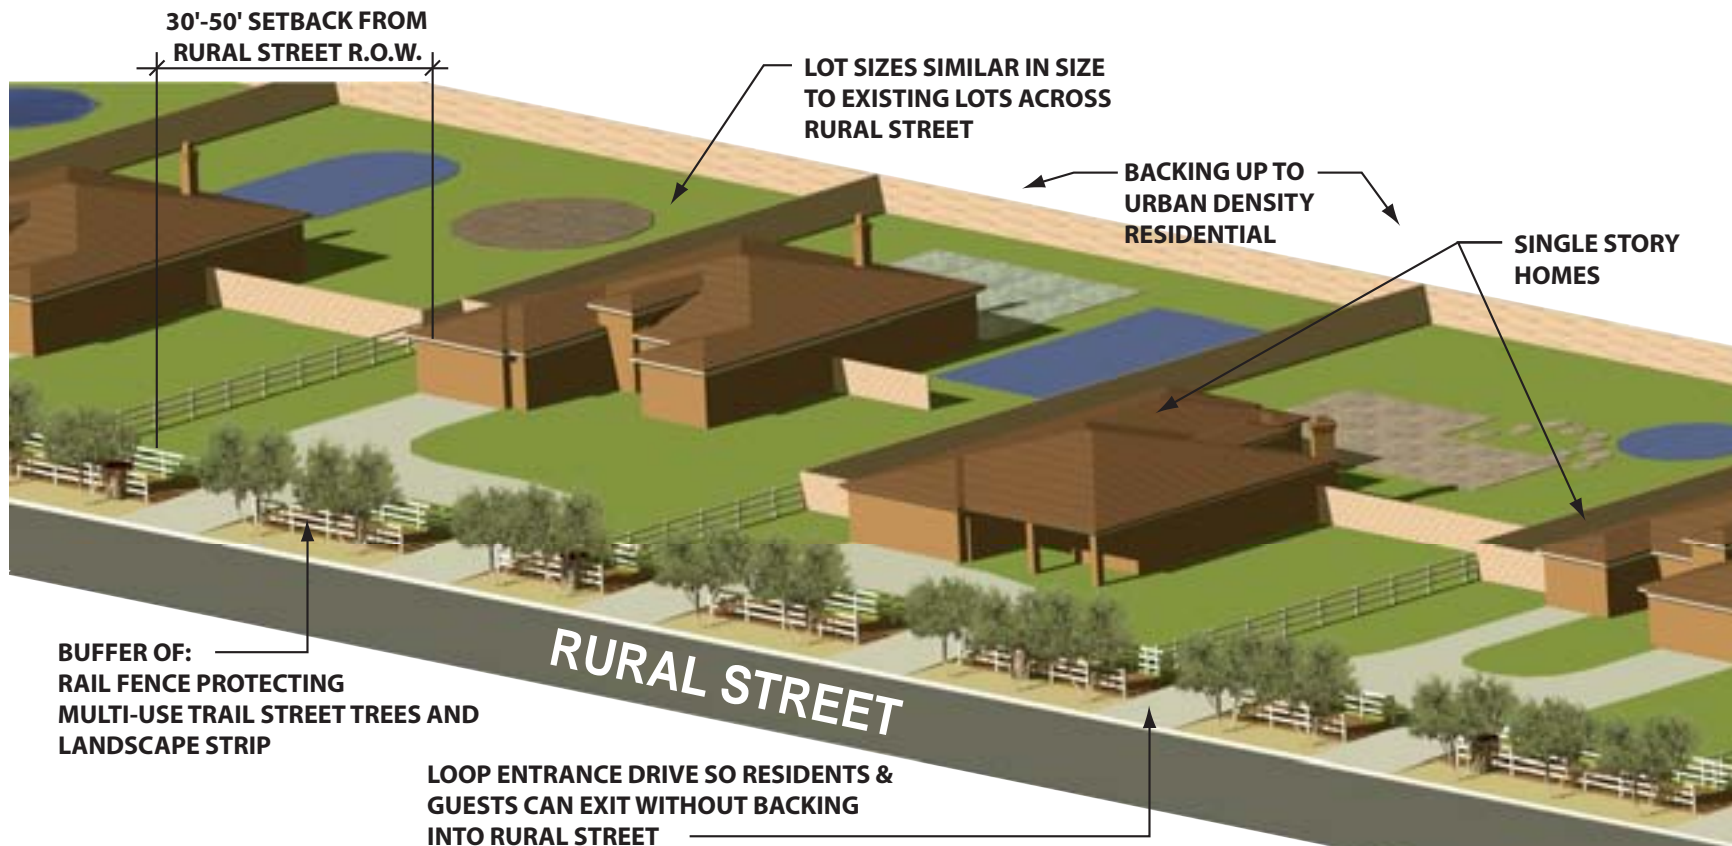 30'-50' SETBACK FROM
RURAL STREET R.O.W.
LOT SIZES SIMILAR IN SIZE
TO EXISTING LOTS ACROSS
RURAL STREET
BACKING UP TO
URBAN DENSITY
RESIDENTIAL
SINGLE STORY
HOMES
BUFFER OF:
RAIL FENCE PROTECTING
MULTI-USE TRAIL STREET TREES AND
LANDSCAPE STRIP
RURAL STREET
LOOP ENTRANCE DRIVE SO RESIDENTS &
GUESTS CAN EXIT WITHOUT BACKING
INTO RURAL STREET